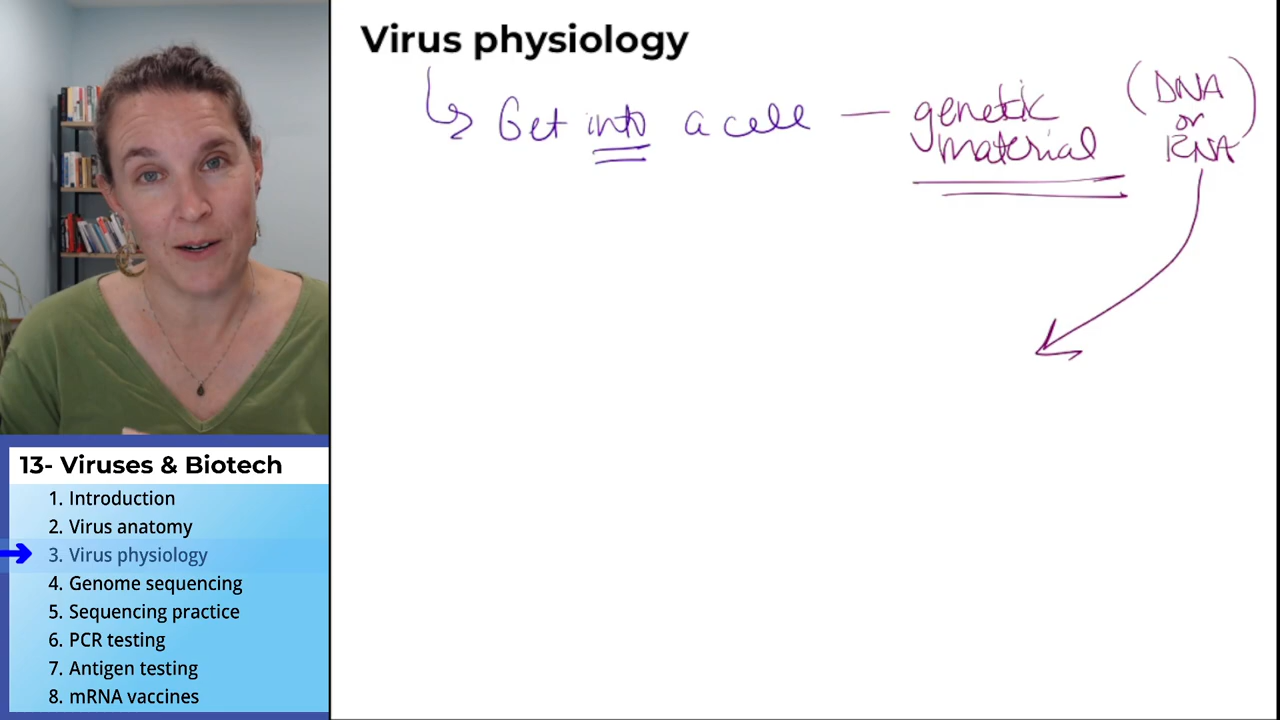 Virus physiology
Get into a cell — genetic material (DNA or RNA)
13- Viruses & Biotech
1. Introduction
2. Virus anatomy
3. Virus physiology
4. Genome sequencing
5. Sequencing practice
6. PCR testing
7. Antigen testing
8. mRNA vaccines